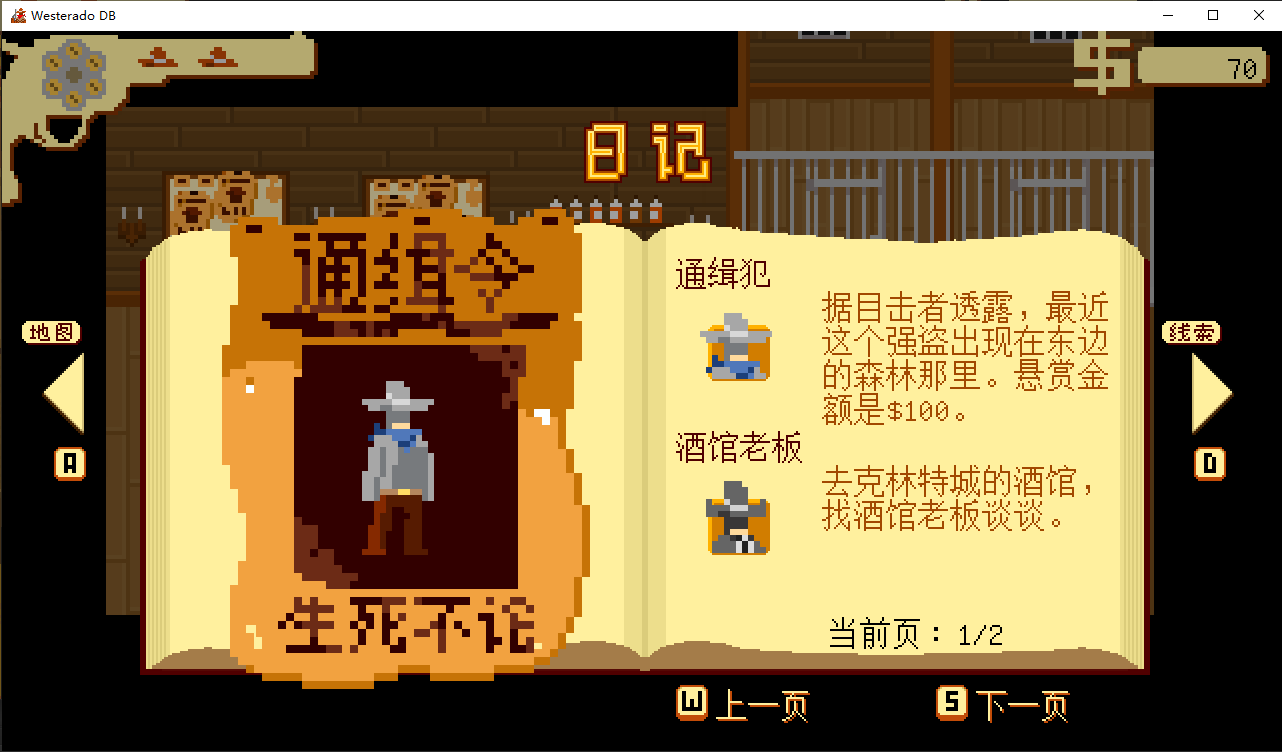 Westerado DB
70
日记
通缉令
生死不论
通缉犯
据目击者透露，最近
这个强盗出现在东边
的森林那里。悬赏金
额是$100。
酒馆老板
去克林特城的酒馆，
找酒馆老板谈谈。
当前页：1/2
地图
A
线索
D
W 上一页
S 下一页